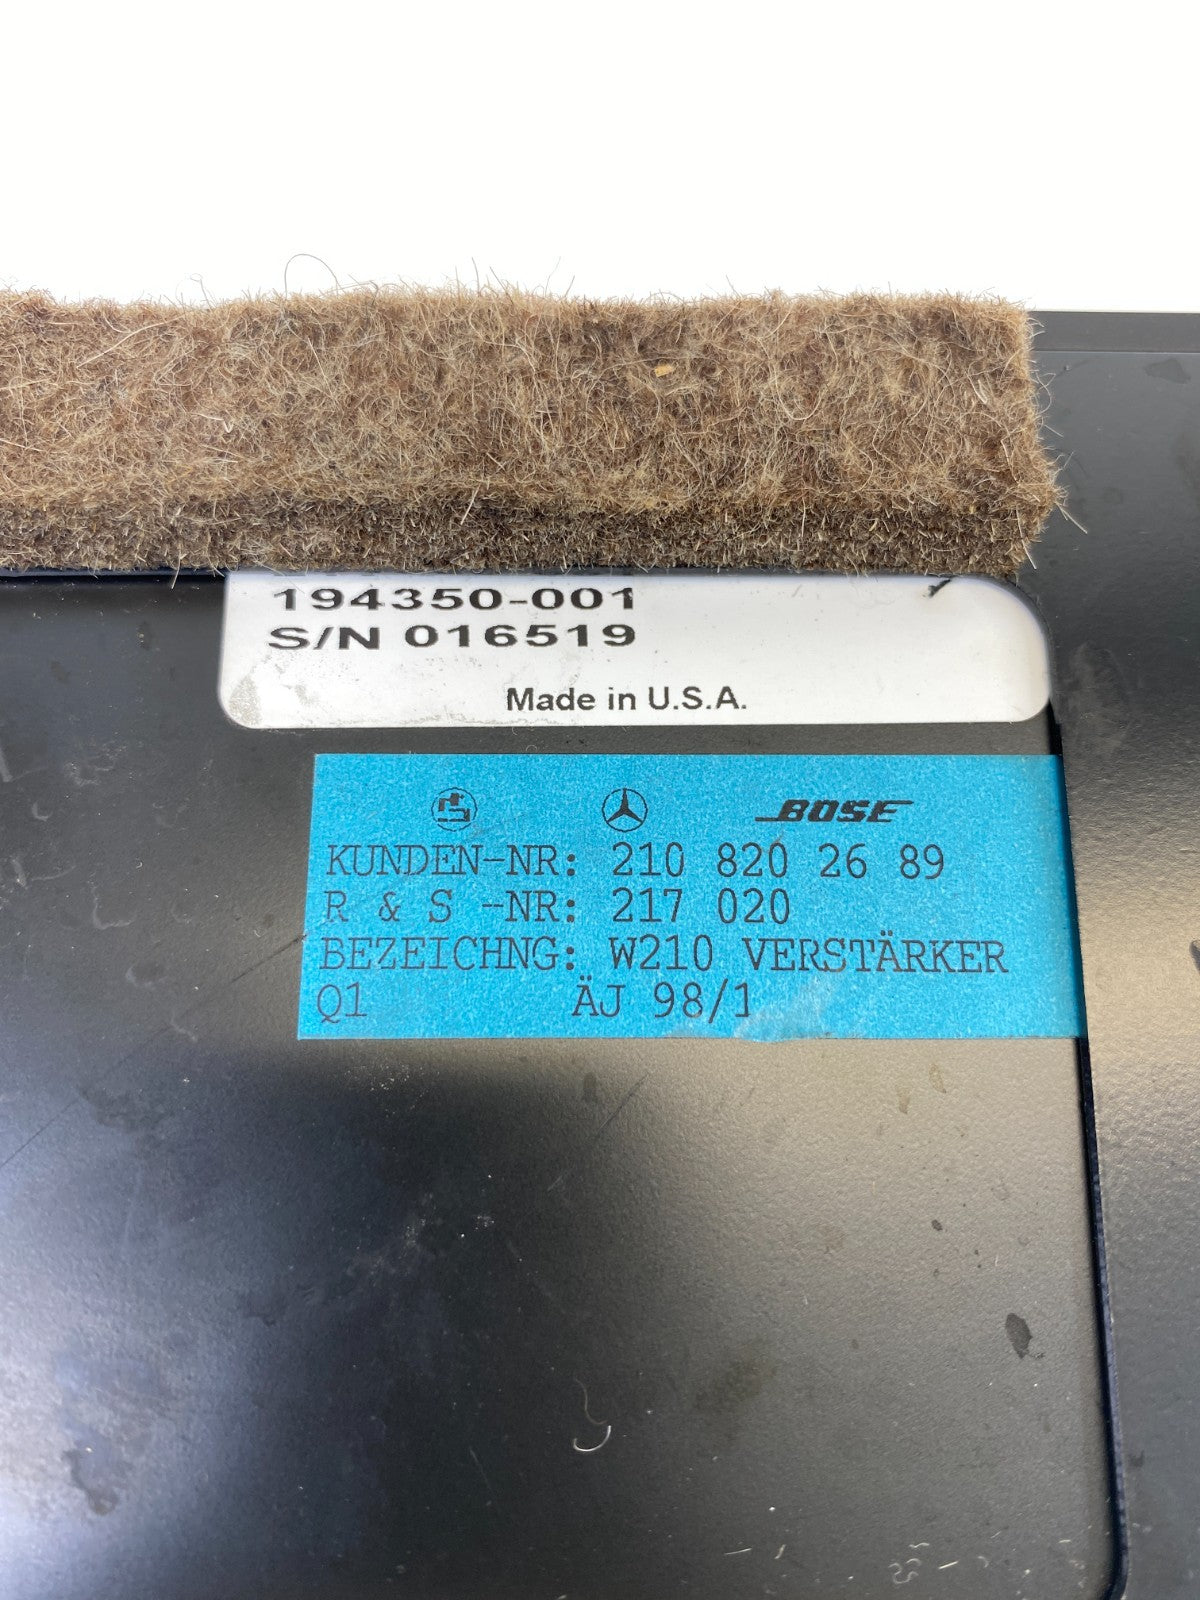 194350-001
S/N 016519
Made in U.S.A.
BOSE
KUNDEN-NR: 210 820 26 89
R & S -NR: 217 020
BEZEICHNG: W210 VERSTÄRKER
Q1 ÄJ 98/1